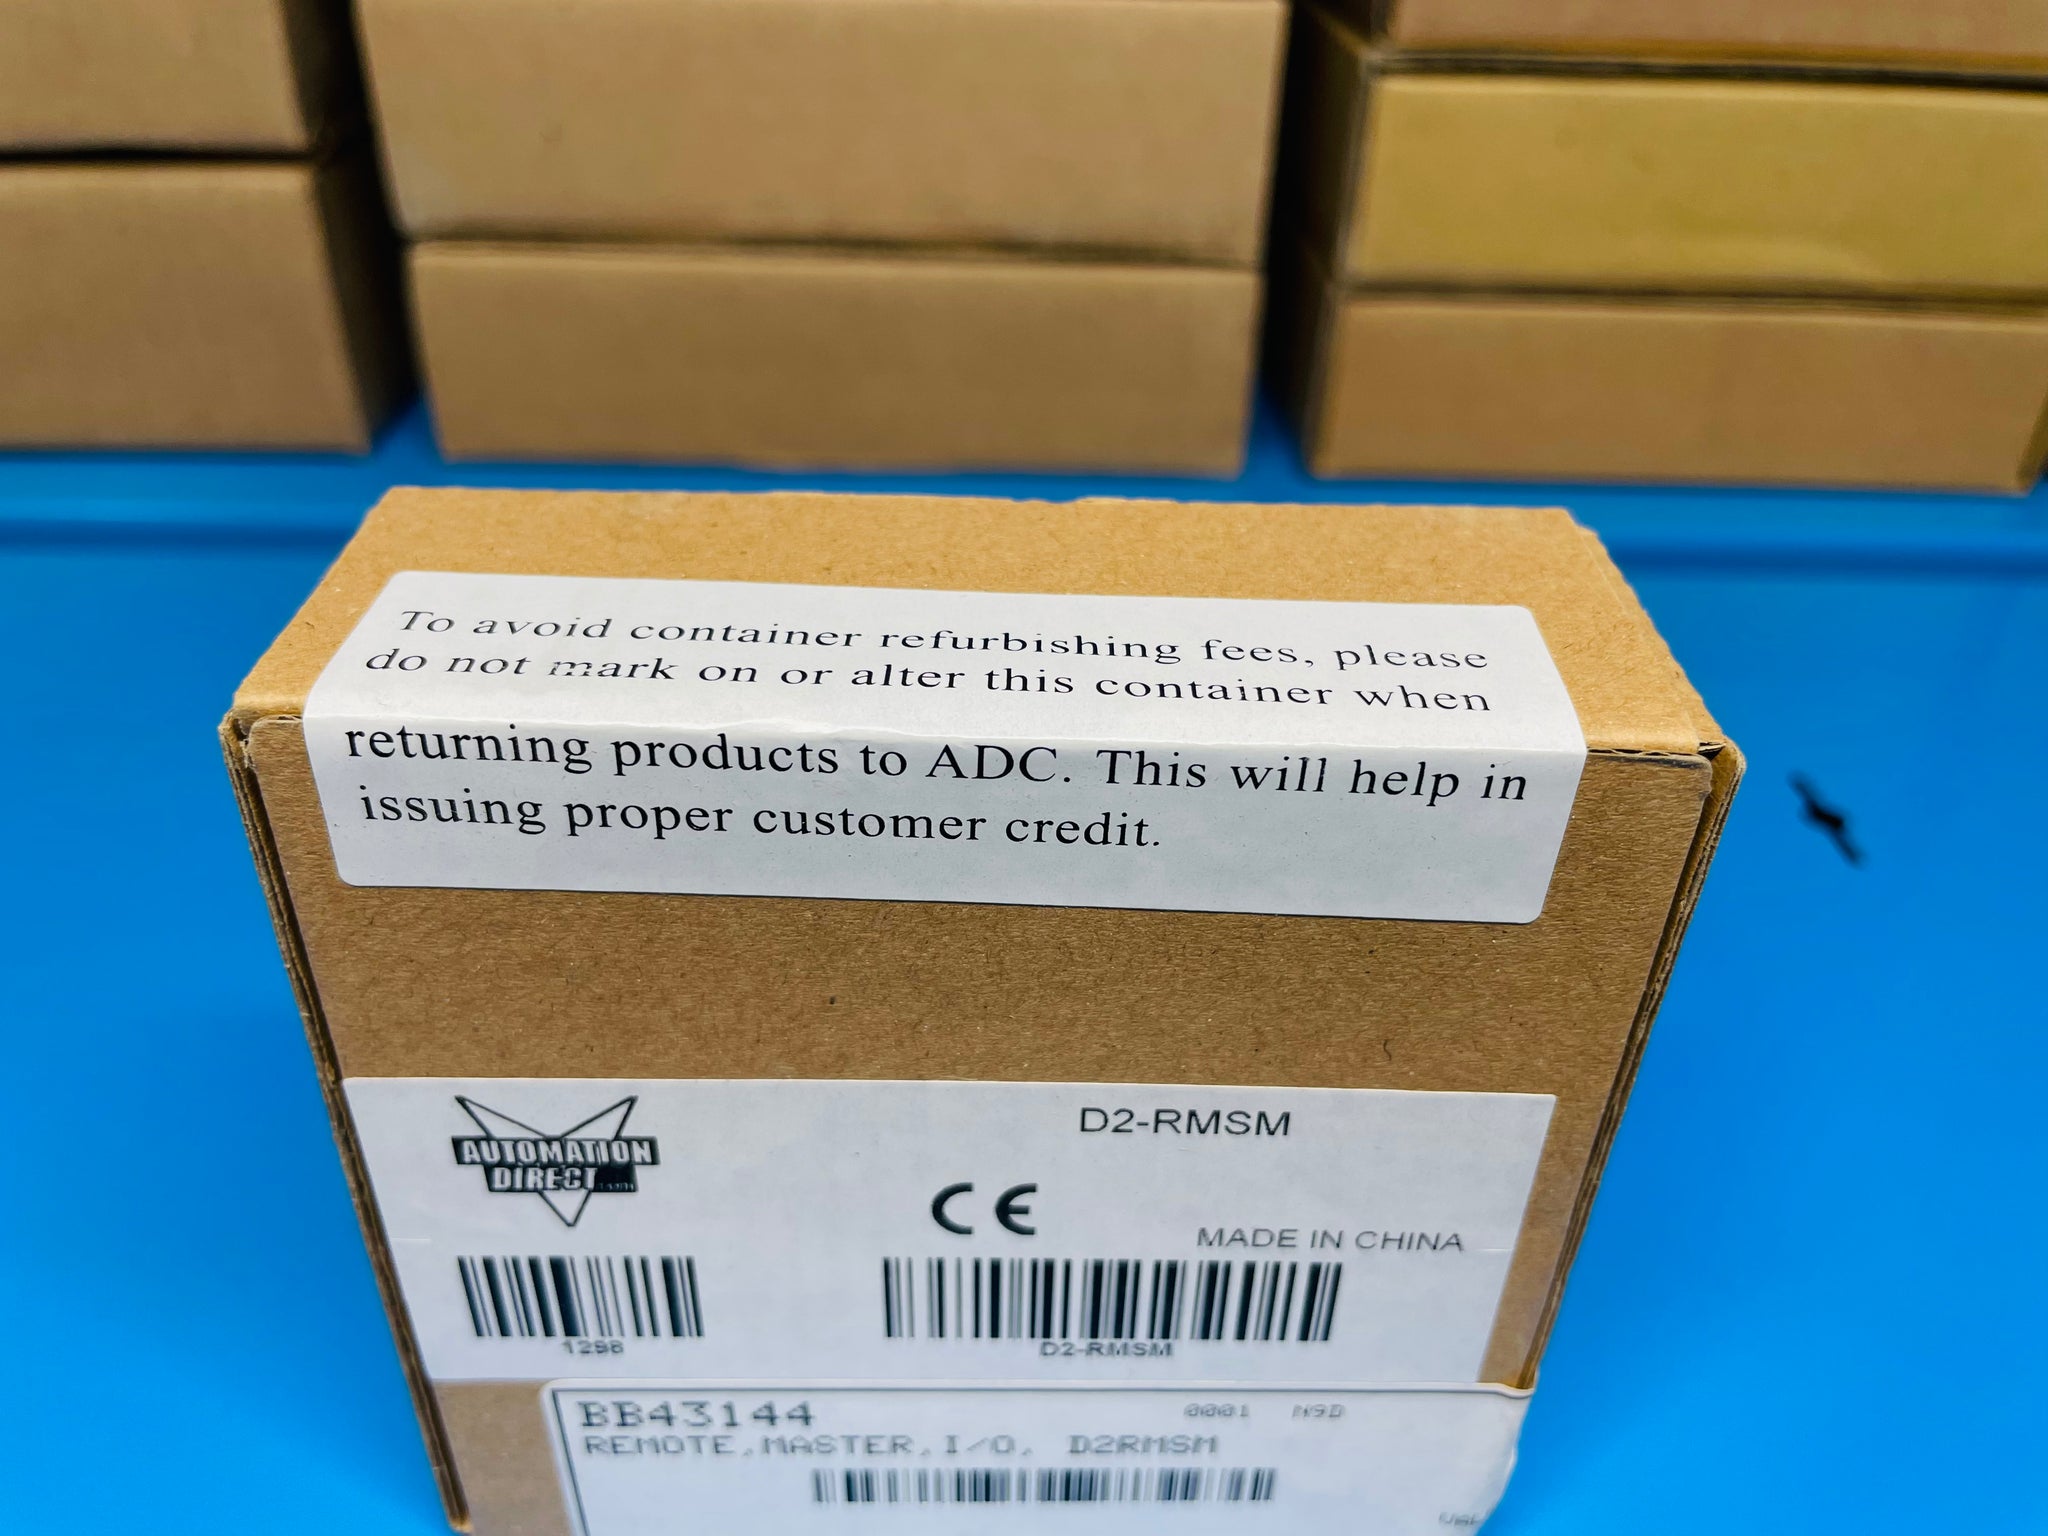 To avoid container refurbishing fees, please
do not mark on or alter this container when
returning products to ADC. This will help in
issuing proper customer credit.
AUTOMATION
DIRECT
D2-RMSM
CE
MADE IN CHINA
1298
D2-RMSM
BB43144 0001 N9D
REMOTE,MASTER,I/O, D2RMSM